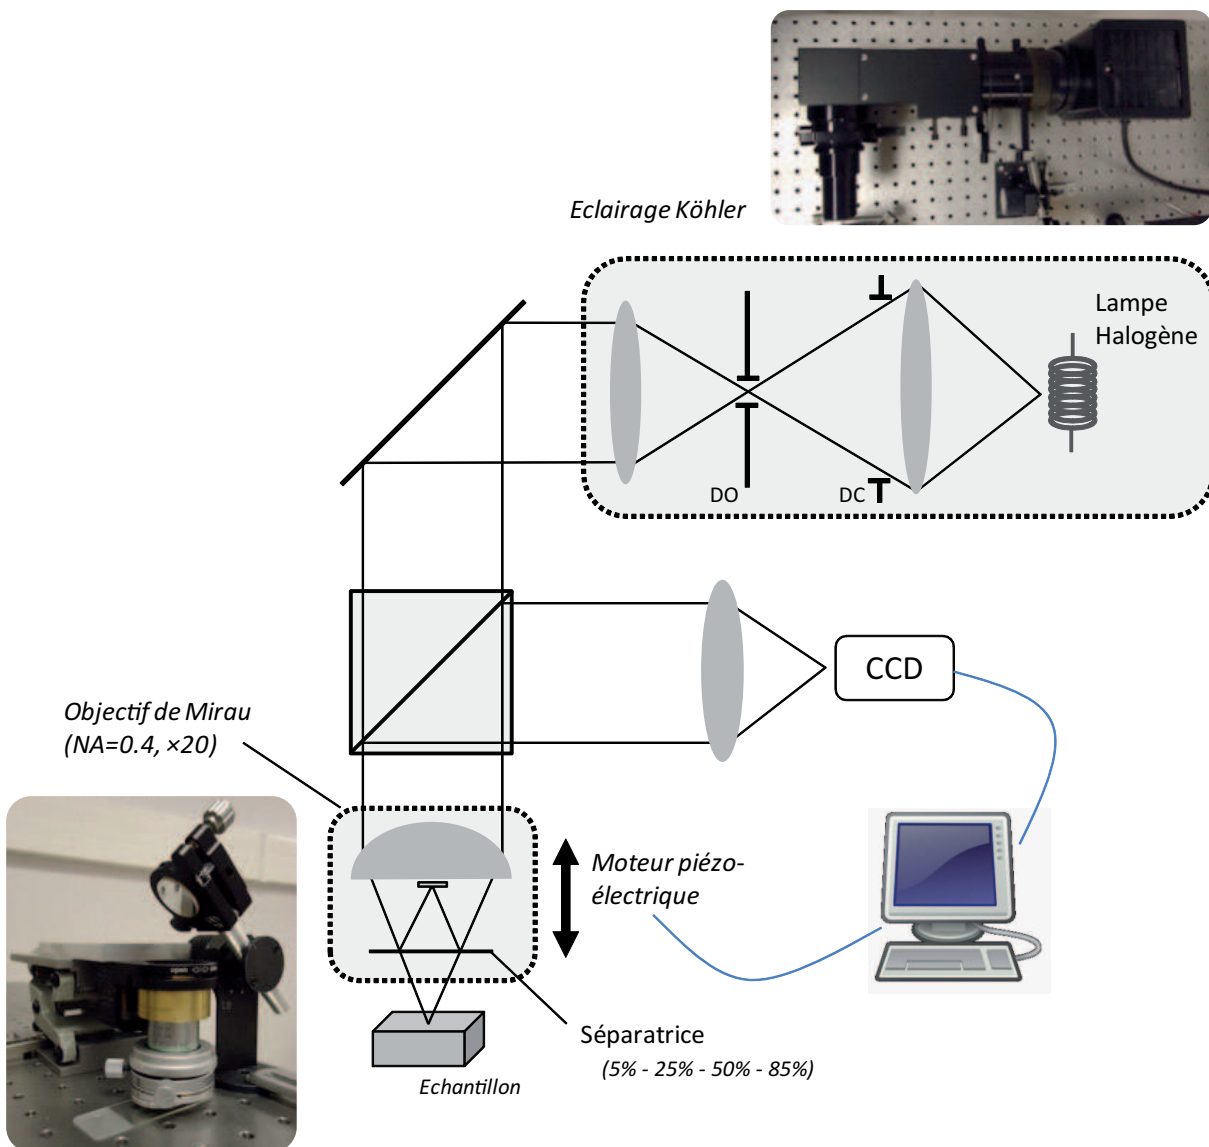 Eclairage Köhler
Lampe
Halogène
DO
DC
CCD
Objectif de Mirau
(NA=0.4, ×20)
Moteur piézo-
électrique
Séparatrice
(5% - 25% - 50% - 85%)
Echantillon